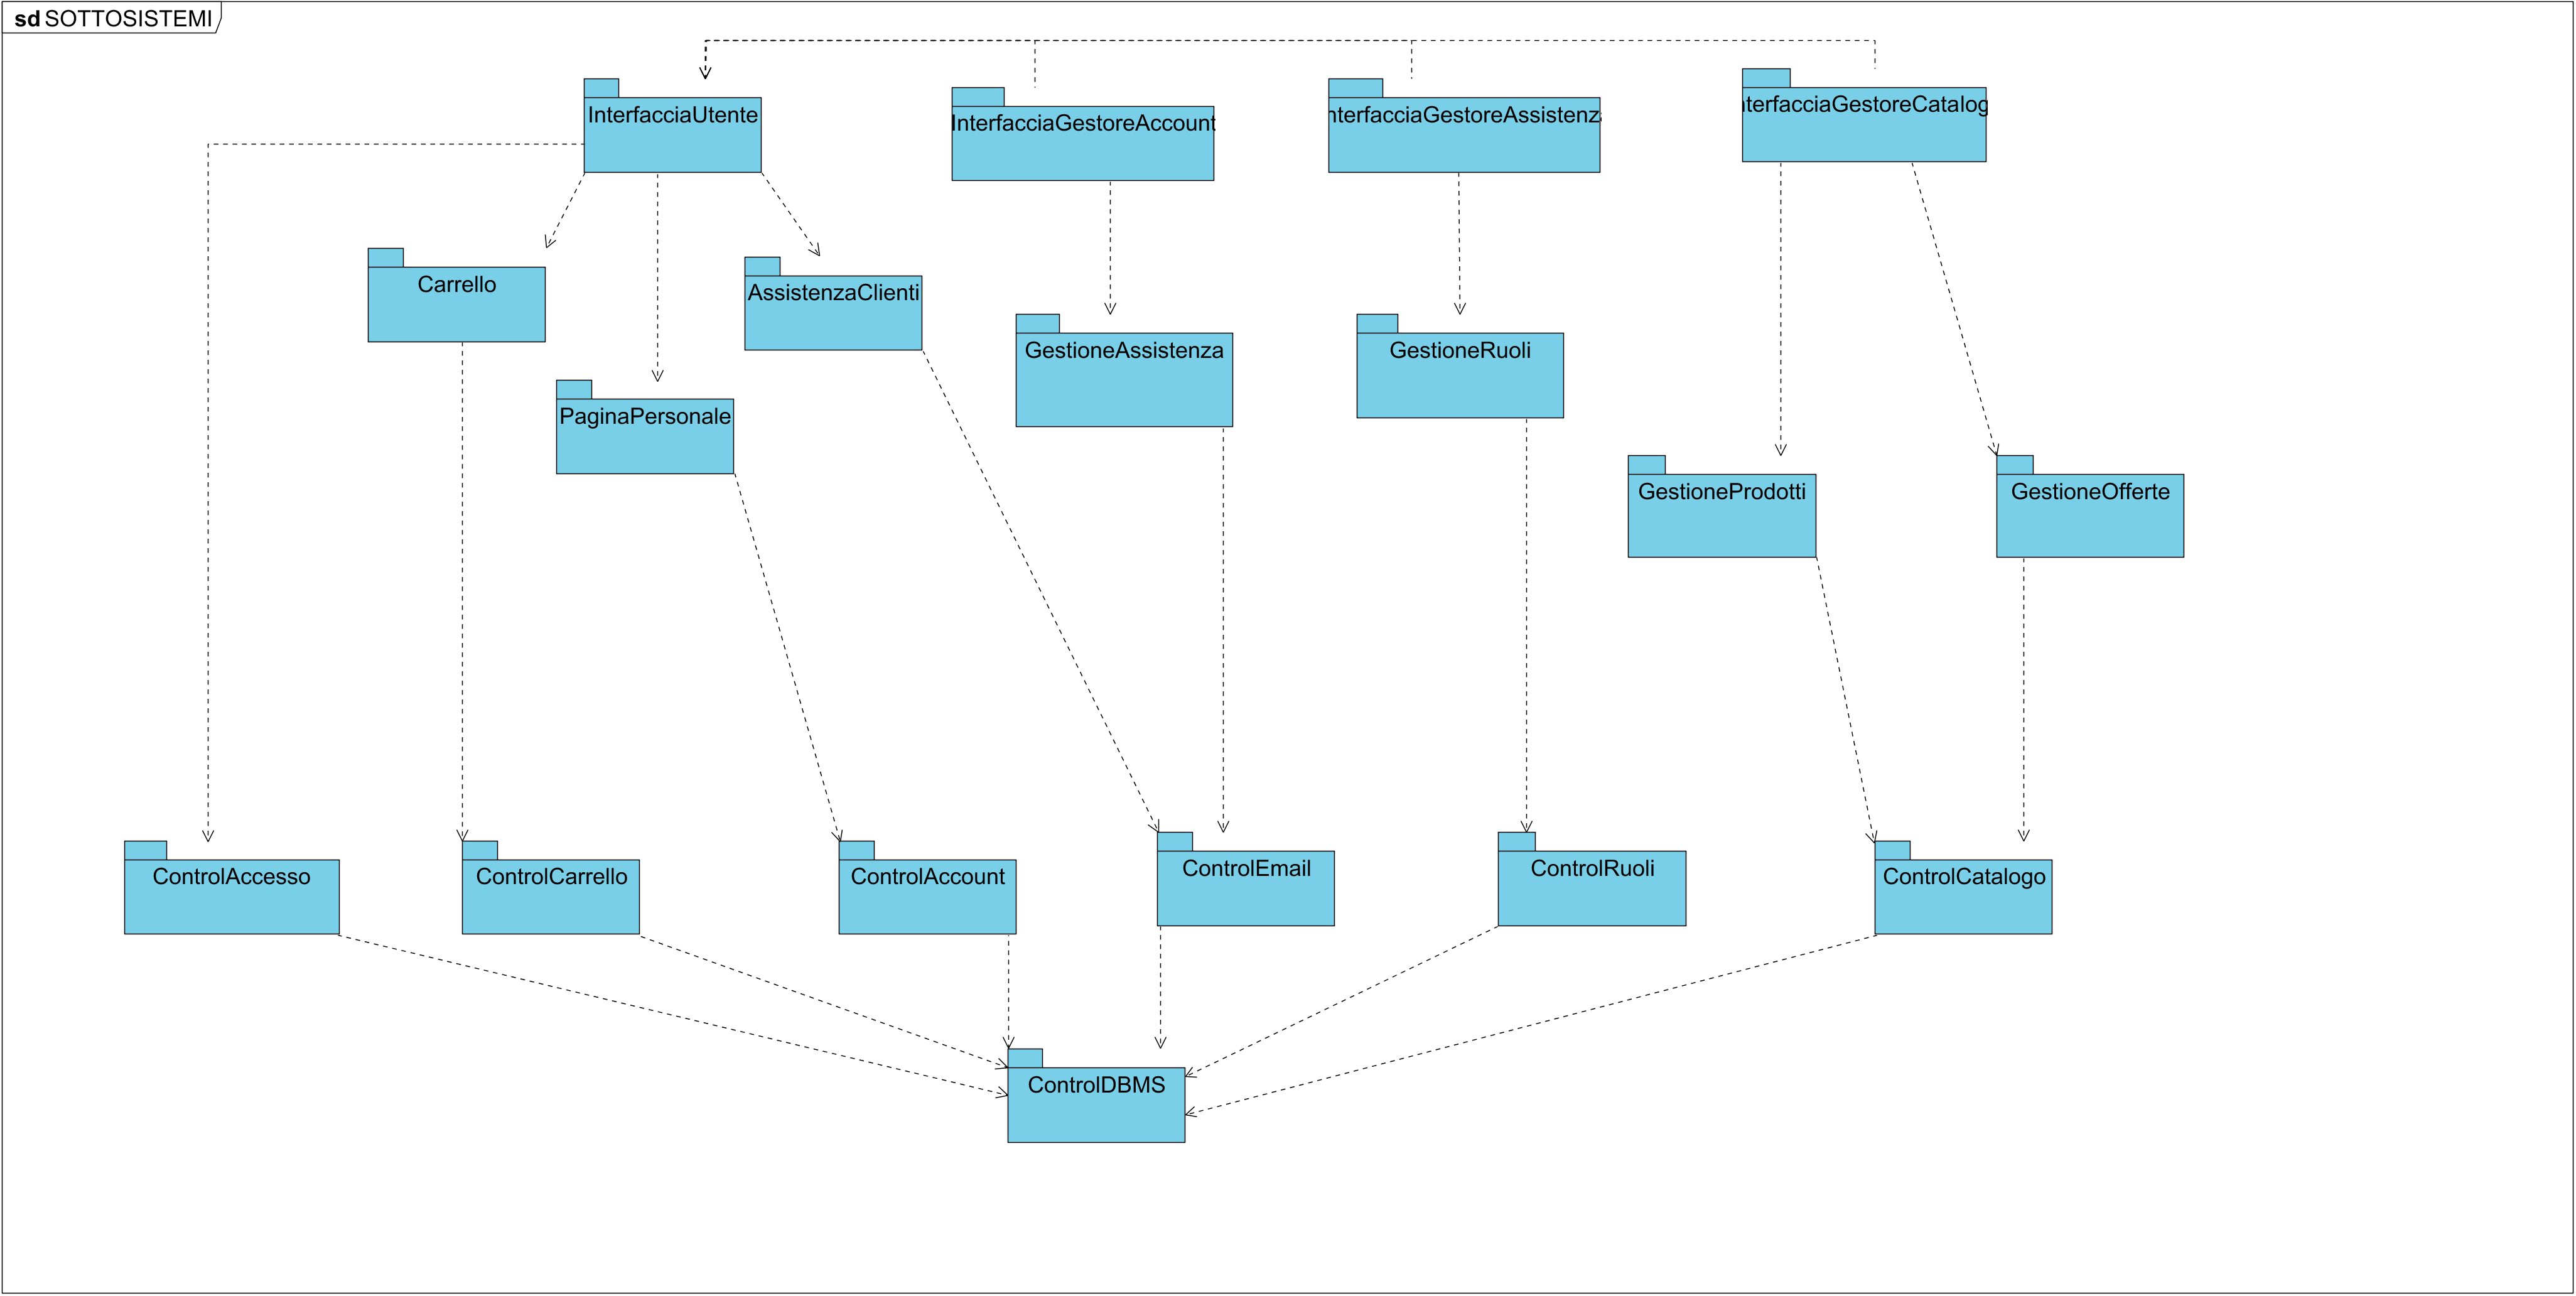 sd SOTTOSISTEMI
InterfacciaUtente
InterfacciaGestoreAccount
nterfacciaGestoreAssistenz
nterfacciaGestoreCatalog
Carrello
AssistenzaClienti
GestioneAssistenza
GestioneRuoli
PaginaPersonale
GestioneProdotti
GestioneOfferte
ControlAccesso
ControlCarrello
ControlAccount
ControlEmail
ControlRuoli
ControlCatalogo
ControlDBMS